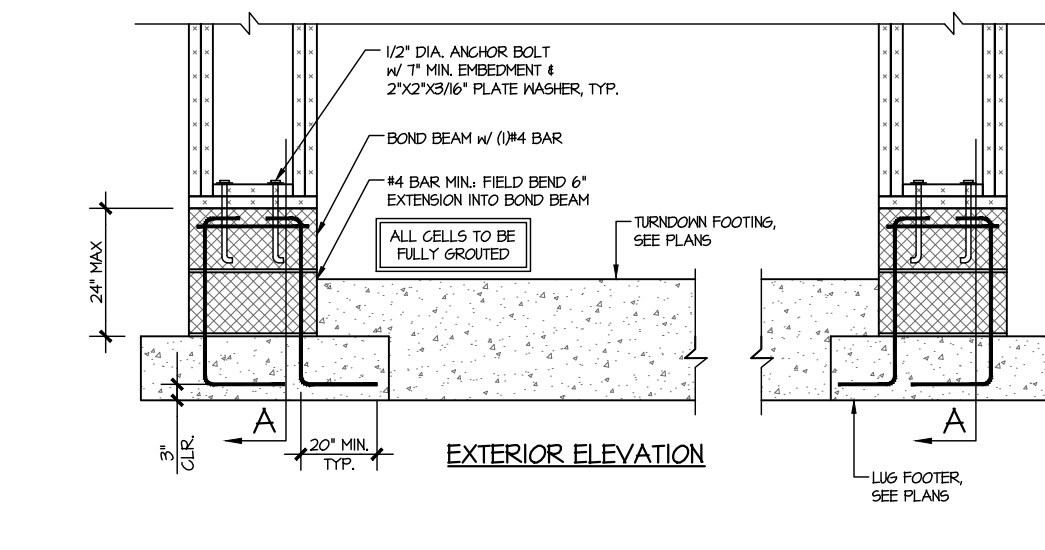 1/2" DIA. ANCHOR BOLT
W/ 7" MIN. EMBEDMENT &
2"X2"X3/16" PLATE WASHER, TYP.
BOND BEAM W/ (1)#4 BAR
#4 BAR MIN.: FIELD BEND 6"
EXTENSION INTO BOND BEAM
ALL CELLS TO BE
FULLY GROUTED
TURNDOWN FOOTING,
SEE PLANS
24" MAX
3"
CLR.
A
20" MIN.
TYP.
EXTERIOR ELEVATION
A
LUG FOOTER,
SEE PLANS